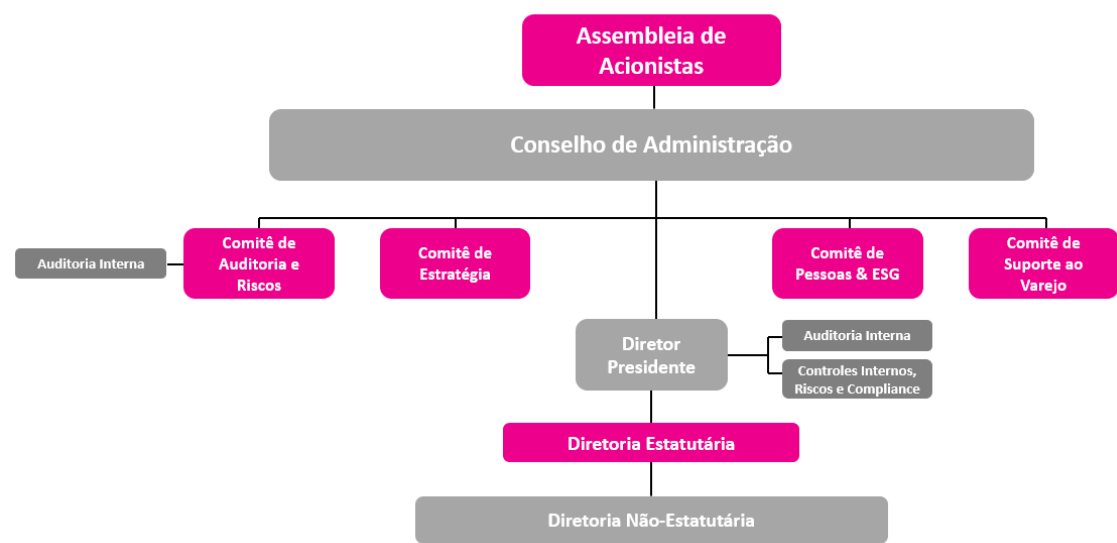 Assembleia de
Acionistas
Conselho de Administração
Auditoria Interna
Comitê de
Auditoria e
Riscos
Comitê de
Estratégia
Comitê de
Pessoas & ESG
Comitê de
Suporte ao
Varejo
Diretor
Presidente
Auditoria Interna
Controles Internos,
Riscos e Compliance
Diretoria Estatutária
Diretoria Não-Estatutária